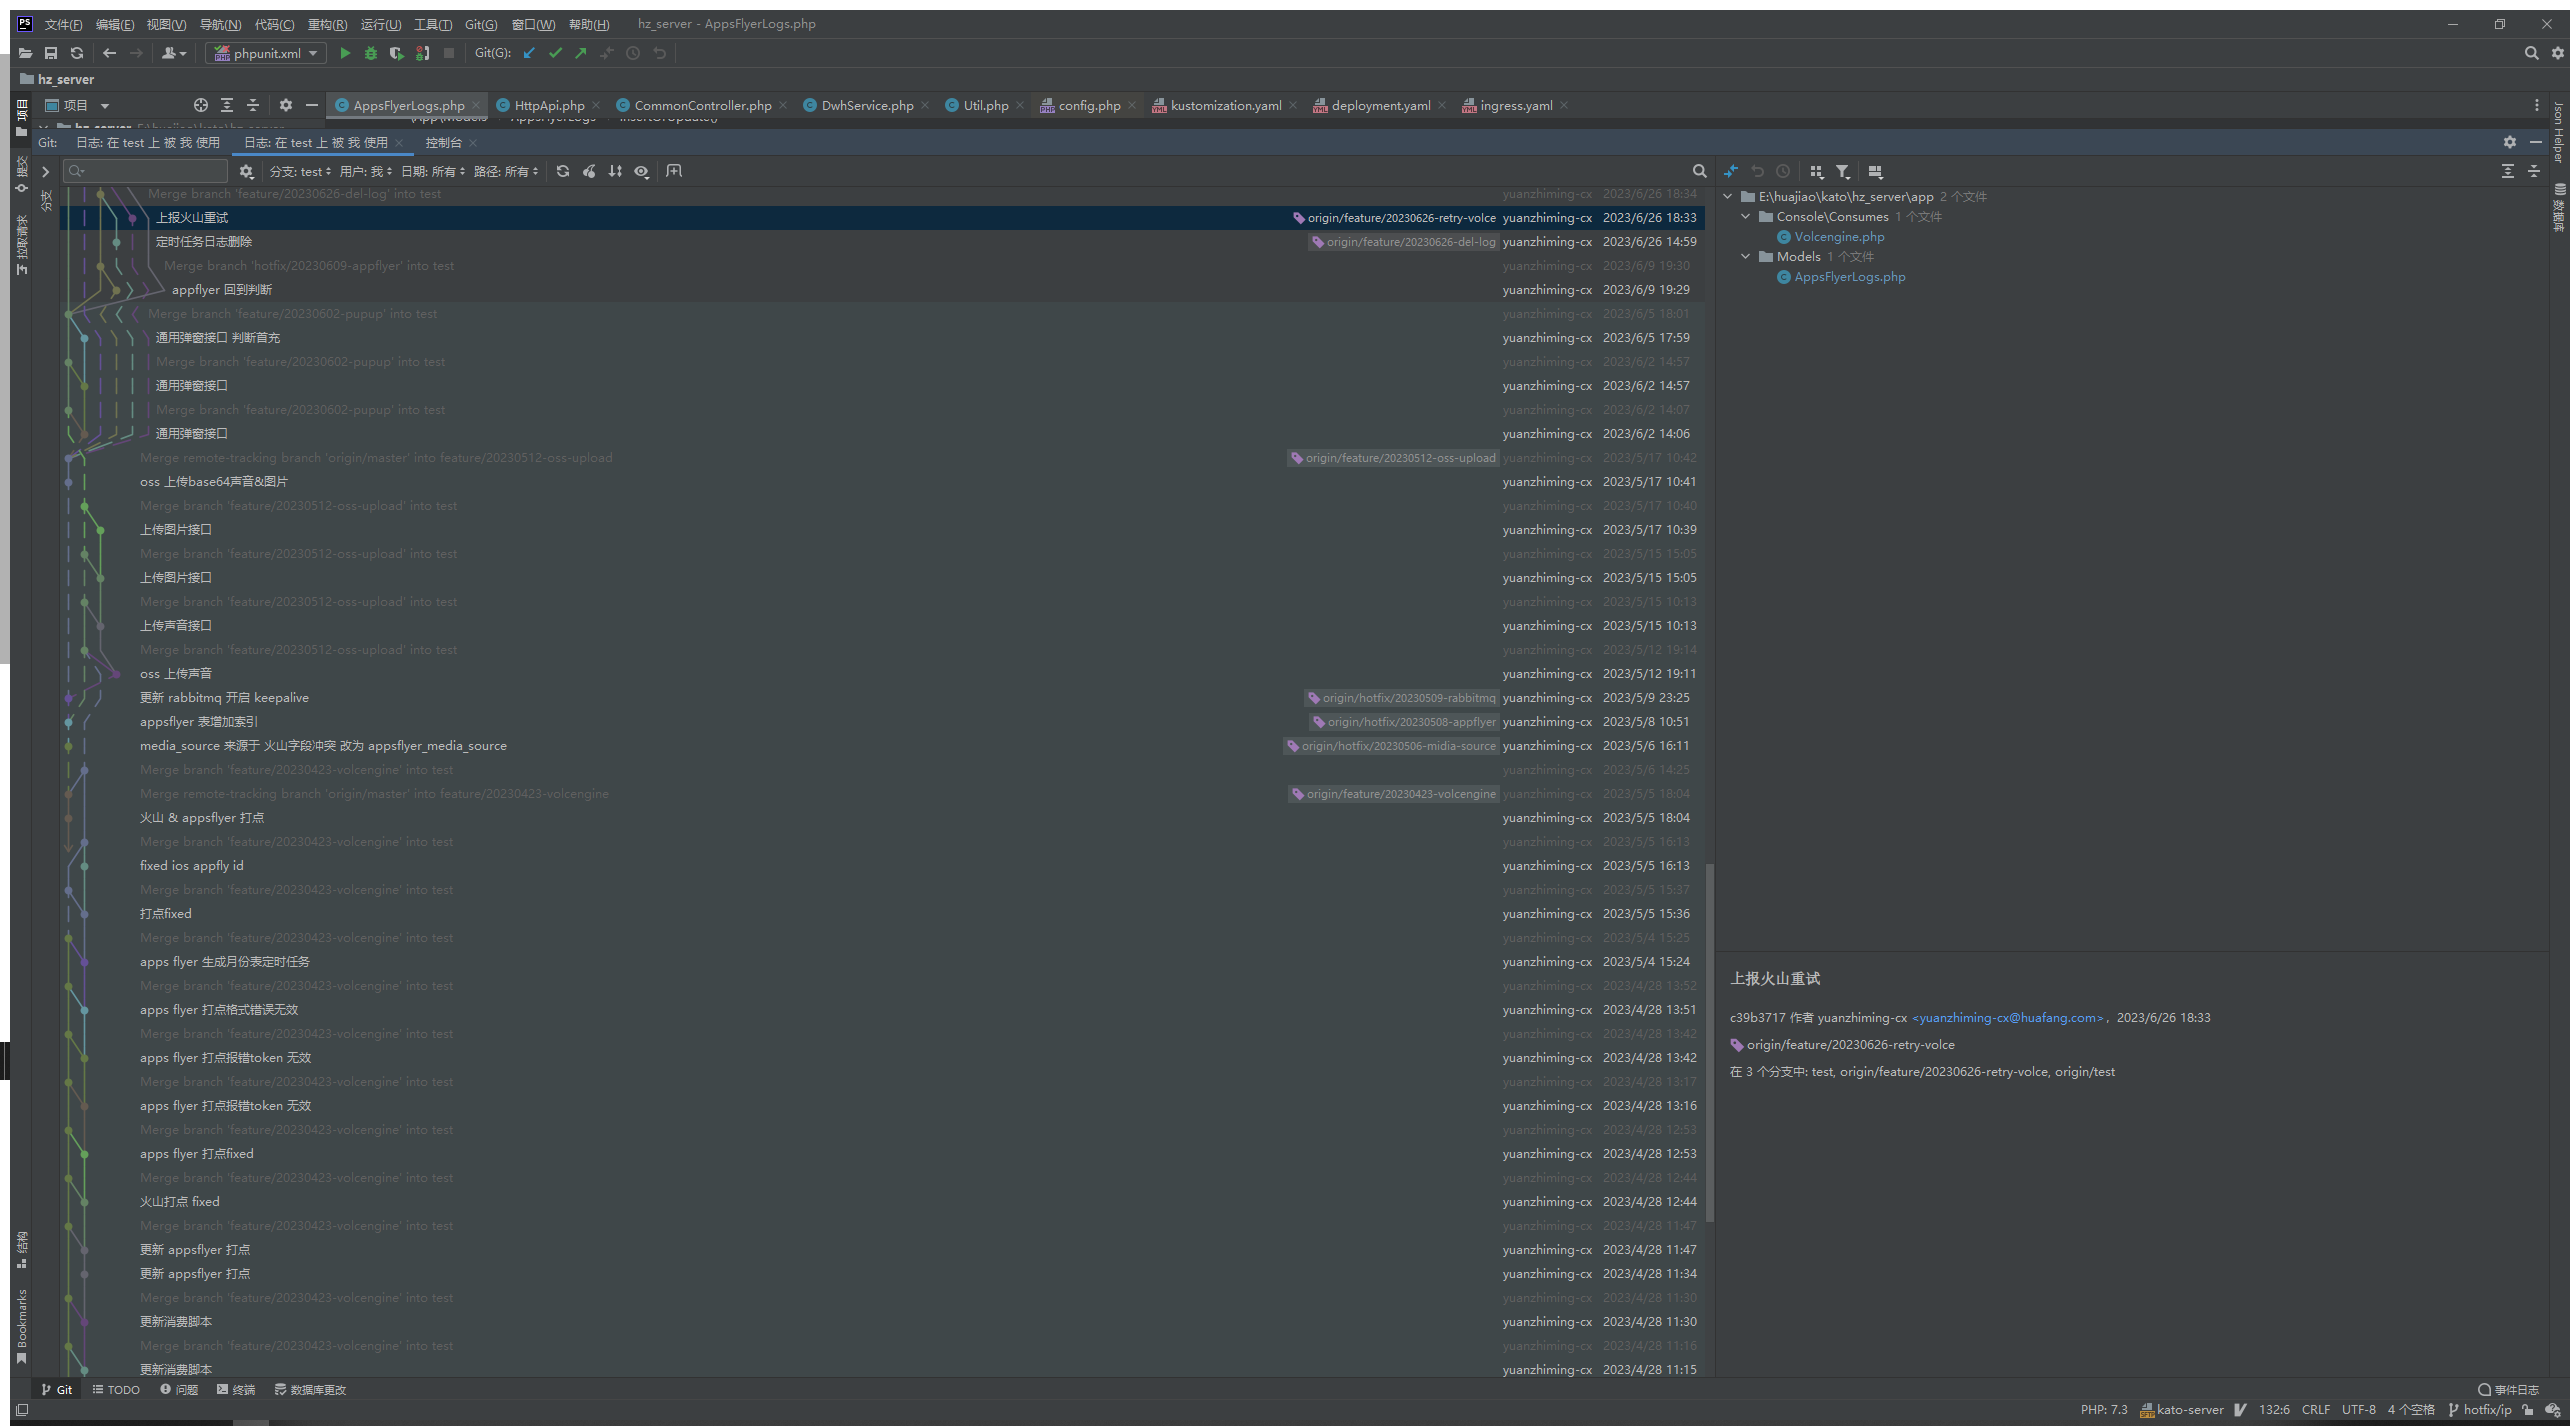 文件(F) 编辑(E) 视图(V) 导航(N) 代码(C) 重构(R) 运行(U) 工具(T) Git(G) 窗口(W) 帮助(H) hz_server - AppsFlyerLogs.php
phpunit.xml Git(G):
hz_server
项目 AppsFlyerLogs.php HttpApi.php CommonController.php DwhService.php Util.php config.php kustomization.yaml deployment.yaml ingress.yaml
Git: 日志: 在 test 上 被 我 使用 日志: 在 test 上 被 我 使用 控制台
分支: test 用户: 我 日期: 所有 路径: 所有
Merge branch 'feature/20230626-del-log' into test yuanzhiming-cx 2023/6/26 18:34
上报火山重试 origin/feature/20230626-retry-volce yuanzhiming-cx 2023/6/26 18:33
定时任务日志删除 origin/feature/20230626-del-log yuanzhiming-cx 2023/6/26 14:59
Merge branch 'hotfix/20230609-appflyer' into test yuanzhiming-cx 2023/6/9 19:30
appflyer 回到判断 yuanzhiming-cx 2023/6/9 19:29
Merge branch 'feature/20230602-pupup' into test yuanzhiming-cx 2023/6/5 18:01
通用弹窗接口 判断首充 yuanzhiming-cx 2023/6/5 17:59
Merge branch 'feature/20230602-pupup' into test yuanzhiming-cx 2023/6/2 14:57
通用弹窗接口 yuanzhiming-cx 2023/6/2 14:57
Merge branch 'feature/20230602-pupup' into test yuanzhiming-cx 2023/6/2 14:07
通用弹窗接口 yuanzhiming-cx 2023/6/2 14:06
Merge remote-tracking branch 'origin/master' into feature/20230512-oss-upload origin/feature/20230512-oss-upload yuanzhiming-cx 2023/5/17 10:42
oss 上传base64声音&图片 yuanzhiming-cx 2023/5/17 10:41
Merge branch 'feature/20230512-oss-upload' into test yuanzhiming-cx 2023/5/17 10:40
上传图片接口 yuanzhiming-cx 2023/5/17 10:39
Merge branch 'feature/20230512-oss-upload' into test yuanzhiming-cx 2023/5/15 15:05
上传图片接口 yuanzhiming-cx 2023/5/15 15:05
Merge branch 'feature/20230512-oss-upload' into test yuanzhiming-cx 2023/5/15 10:13
上传声音接口 yuanzhiming-cx 2023/5/15 10:13
Merge branch 'feature/20230512-oss-upload' into test yuanzhiming-cx 2023/5/12 19:14
oss 上传声音 yuanzhiming-cx 2023/5/12 19:11
更新 rabbitmq 开启 keepalive origin/hotfix/20230509-rabbitmq yuanzhiming-cx 2023/5/9 23:25
appsflyer 表增加索引 origin/hotfix/20230508-appflyer yuanzhiming-cx 2023/5/8 10:51
media_source 来源于 火山字段冲突 改为 appsflyer_media_source origin/hotfix/20230506-midia-source yuanzhiming-cx 2023/5/6 16:11
Merge branch 'feature/20230423-volcengine' into test yuanzhiming-cx 2023/5/6 14:25
Merge remote-tracking branch 'origin/master' into feature/20230423-volcengine origin/feature/20230423-volcengine yuanzhiming-cx 2023/5/5 18:04
火山 & appsflyer 打点 yuanzhiming-cx 2023/5/5 18:04
Merge branch 'feature/20230423-volcengine' into test yuanzhiming-cx 2023/5/5 16:13
fixed ios appfly id yuanzhiming-cx 2023/5/5 16:13
Merge branch 'feature/20230423-volcengine' into test yuanzhiming-cx 2023/5/5 15:37
打点fixed yuanzhiming-cx 2023/5/5 15:36
Merge branch 'feature/20230423-volcengine' into test yuanzhiming-cx 2023/5/4 15:25
apps flyer 生成月份表定时任务 yuanzhiming-cx 2023/5/4 15:24
Merge branch 'feature/20230423-volcengine' into test yuanzhiming-cx 2023/4/28 13:52
apps flyer 打点格式错误无效 yuanzhiming-cx 2023/4/28 13:51
Merge branch 'feature/20230423-volcengine' into test yuanzhiming-cx 2023/4/28 13:42
apps flyer 打点报错token 无效 yuanzhiming-cx 2023/4/28 13:42
Merge branch 'feature/20230423-volcengine' into test yuanzhiming-cx 2023/4/28 13:17
apps flyer 打点报错token 无效 yuanzhiming-cx 2023/4/28 13:16
Merge branch 'feature/20230423-volcengine' into test yuanzhiming-cx 2023/4/28 12:53
apps flyer 打点fixed yuanzhiming-cx 2023/4/28 12:53
Merge branch 'feature/20230423-volcengine' into test yuanzhiming-cx 2023/4/28 12:44
火山打点 fixed yuanzhiming-cx 2023/4/28 12:44
Merge branch 'feature/20230423-volcengine' into test yuanzhiming-cx 2023/4/28 11:47
更新 appsflyer 打点 yuanzhiming-cx 2023/4/28 11:47
更新 appsflyer 打点 yuanzhiming-cx 2023/4/28 11:34
Merge branch 'feature/20230423-volcengine' into test yuanzhiming-cx 2023/4/28 11:30
更新消费脚本 yuanzhiming-cx 2023/4/28 11:30
Merge branch 'feature/20230423-volcengine' into test yuanzhiming-cx 2023/4/28 11:16
更新消费脚本 yuanzhiming-cx 2023/4/28 11:15
E:\huajiao\kato\hz_server\app 2 个文件
Console\Consumes 1 个文件
Volcengine.php
Models 1 个文件
AppsFlyerLogs.php
上报火山重试
c39b3717 作者 yuanzhiming-cx <yuanzhiming-cx@huafang.com>, 2023/6/26 18:33
origin/feature/20230626-retry-volce
在 3 个分支中: test, origin/feature/20230626-retry-volce, origin/test
项目
提交
拉取请求
分支
结构
Bookmarks
Json Helper
数据库
Git TODO 问题 终端 数据库更改 事件日志
PHP: 7.3 kato-server 132:6 CRLF UTF-8 4 个空格 hotfix/ip